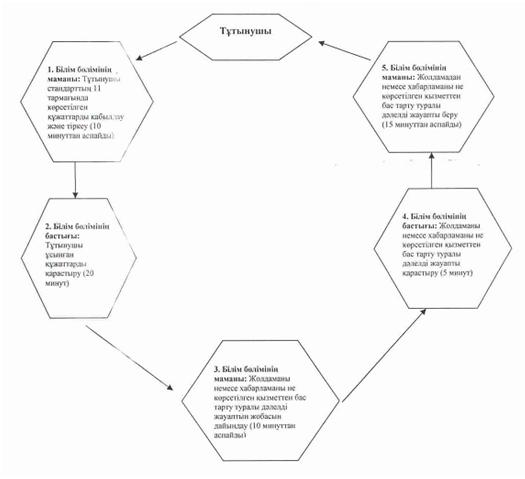 Тұтынушы
1. Білім бөлімінің
маманы: Тұтынушы
стандарттың 11
тармағында
көрсетілген
құжаттарды қабылдау
және тіркеу (10
минуттан аспайды)
2. Білім бөлімінің
бастығы:
Тұтынушы
ұсынған
құжаттарды
қарастыру (20
минут)
3. Білім бөлімінің
маманы: Жолдаманы
немесе хабарламаны не
көрсетілген қызметтен бас
тарту туралы дәлелді
жауаптың жобасын
дайындау (10 минуттан
аспайды)
4. Білім бөлімінің
бастығы: Жолдаманы
немесе хабарламаны не
көрсетілген қызметтен
бас тарту туралы
дәлелді жауапты
қарастыру (5 минут)
5. Білім бөлімінің
маманы: Жолдамадан
немесе хабарламаны не
көрсетілген қызметтен
бас тарту туралы
дәлелді жауапты беру
(15 минуттан аспайды)